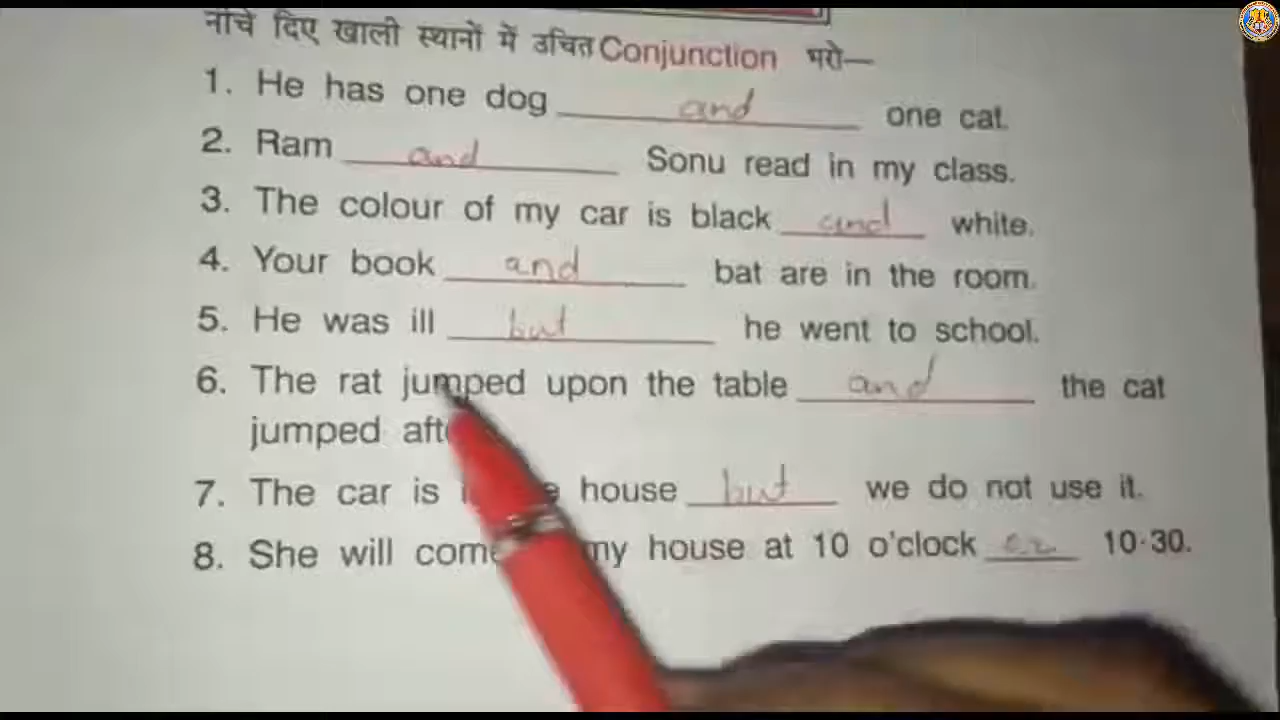 नीचे दिए खाली स्थानों में उचित Conjunction भरो—
1. He has one dog and one cat.
2. Ram and Sonu read in my class.
3. The colour of my car is black and white.
4. Your book and bat are in the room.
5. He was ill but he went to school.
6. The rat jumped upon the table and the cat
jumped
7. The car is house but we do not use it.
8. She will come my house at 10 o'clock or 10·30.